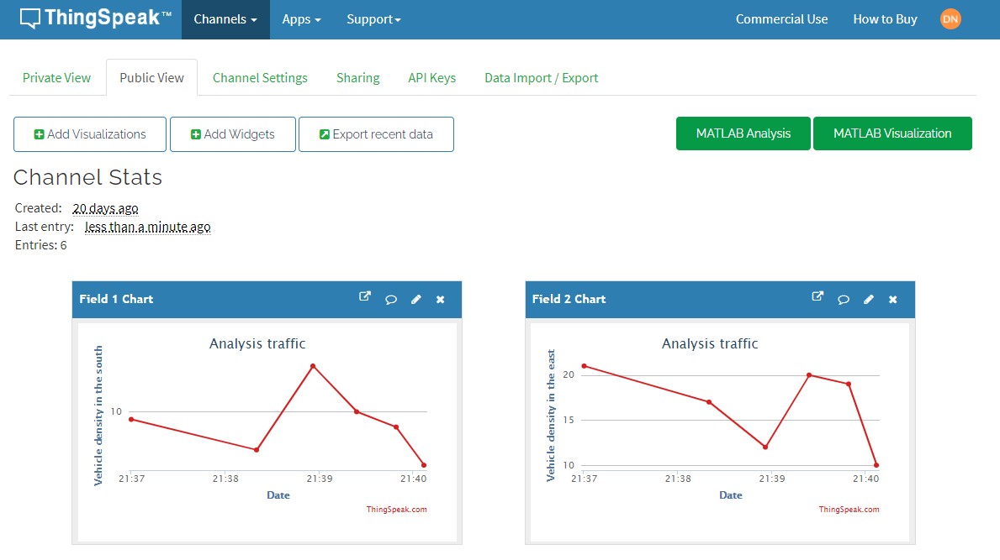 ThingSpeak™ Channels Apps Support Commercial Use How to Buy DN
Private View Public View Channel Settings Sharing API Keys Data Import / Export
Add Visualizations Add Widgets Export recent data MATLAB Analysis MATLAB Visualization
Channel Stats
Created: 20 days ago
Last entry: less than a minute ago
Entries: 6
Field 1 Chart
Analysis traffic
Vehicle density in the south
10
21:37 21:38 21:39 21:40
Date
ThingSpeak.com
Field 2 Chart
Analysis traffic
Vehicle density in the east
20
15
10
21:37 21:38 21:39 21:40
Date
ThingSpeak.com